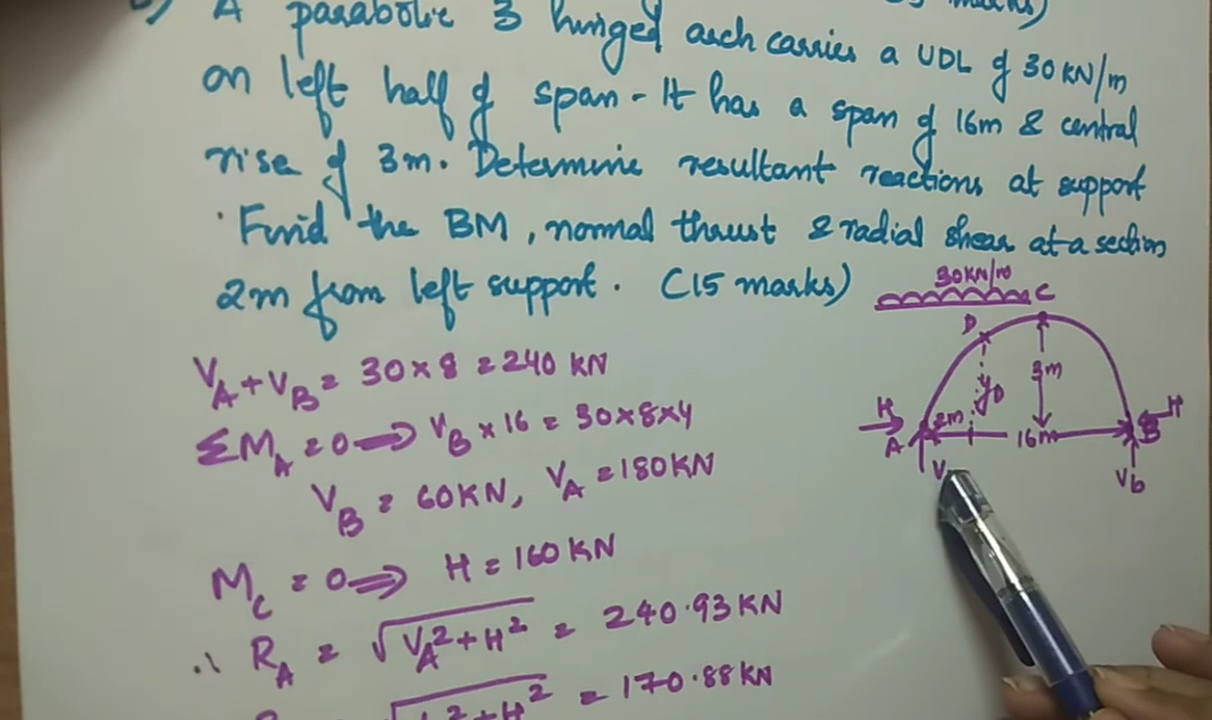 A parabolic 3 hinged arch carries a UDL of 30 KN/m
on left half of span - It has a span of 16m & central
rise of 3m. Determine resultant reactions at support
. Find the BM, normal thrust & radial shear at a section
2m from left support. (15 marks)
30KN/m
C
D
3m
yD
H
2m
16m
H
A
B
V
Vb
VA + VB = 30 × 8 = 240 KN
ΣMA = 0 → VB × 16 = 30×8×4
VB = 60KN, VA = 180KN
MC = 0 ⇒ H = 160 KN
∴ RA = √VA² + H² = 240.93 KN
+ H² = 170.88 KN